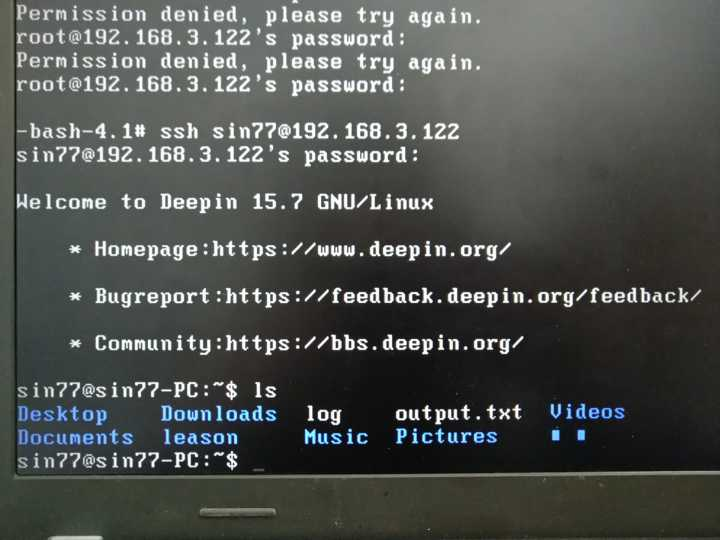 Permission denied, please try again.
root@192.168.3.122's password:
Permission denied, please try again.
root@192.168.3.122's password:
-bash-4.1# ssh sin77@192.168.3.122
sin77@192.168.3.122's password:
Welcome to Deepin 15.7 GNU/Linux
* Homepage:https://www.deepin.org/
* Bugreport:https://feedback.deepin.org/feedback/
* Community:https://bbs.deepin.org/
sin77@sin77-PC:~$ ls
Desktop Downloads log output.txt Videos
Documents leason Music Pictures ■ ■
sin77@sin77-PC:~$ _